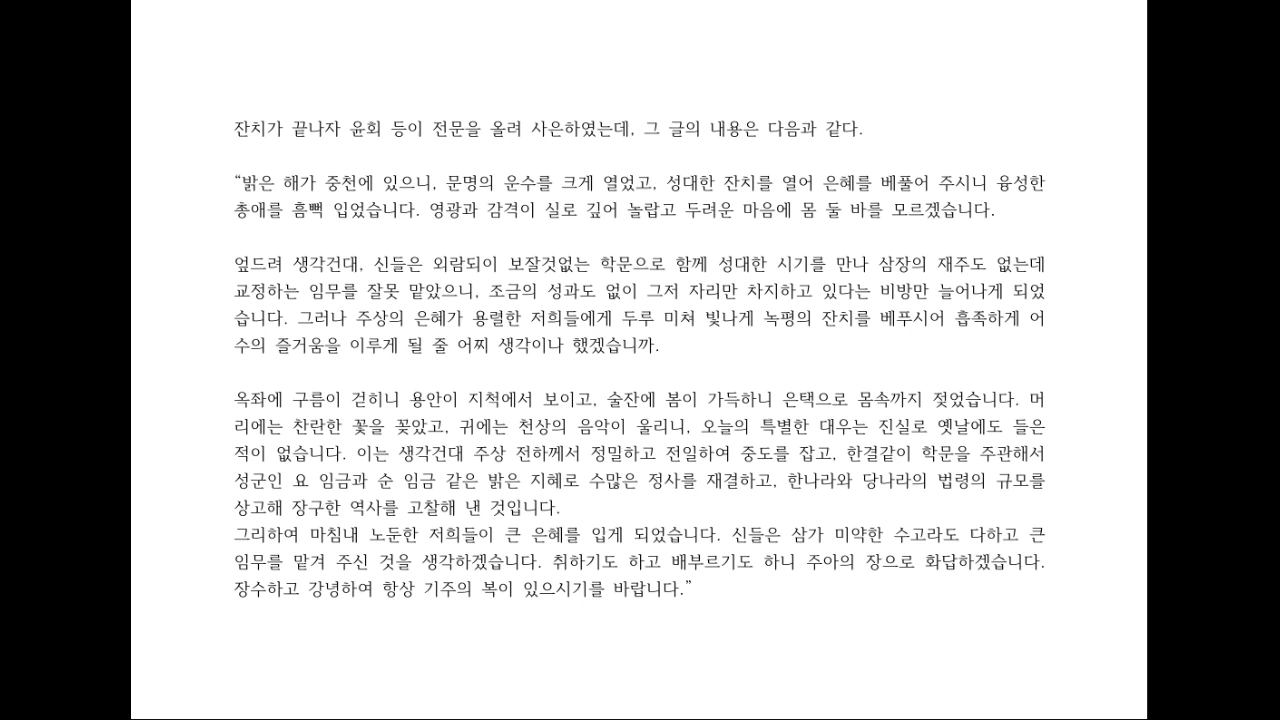 잔치가 끝나자 윤회 등이 전문을 올려 사은하였는데, 그 글의 내용은 다음과 같다.
“밝은 해가 중천에 있으니, 문명의 운수를 크게 열었고, 성대한 잔치를 열어 은혜를 베풀어 주시니 융성한
총애를 흠뻑 입었습니다. 영광과 감격이 실로 깊어 놀랍고 두려운 마음에 몸 둘 바를 모르겠습니다.
엎드려 생각건대, 신들은 외람되이 보잘것없는 학문으로 함께 성대한 시기를 만나 삼장의 재주도 없는데
교정하는 임무를 잘못 맡았으니, 조금의 성과도 없이 그저 자리만 차지하고 있다는 비방만 늘어나게 되었
습니다. 그러나 주상의 은혜가 용렬한 저희들에게 두루 미쳐 빛나게 녹평의 잔치를 베푸시어 흡족하게 어
수의 즐거움을 이루게 될 줄 어찌 생각이나 했겠습니까.
옥좌에 구름이 걷히니 용안이 지척에서 보이고, 술잔에 봄이 가득하니 은택으로 몸속까지 젖었습니다. 머
리에는 찬란한 꽃을 꽂았고, 귀에는 천상의 음악이 울리니, 오늘의 특별한 대우는 진실로 옛날에도 들은
적이 없습니다. 이는 생각건대 주상 전하께서 정밀하고 전일하여 중도를 잡고, 한결같이 학문을 주관해서
성군인 요 임금과 순 임금 같은 밝은 지혜로 수많은 정사를 재결하고, 한나라와 당나라의 법령의 규모를
상고해 장구한 역사를 고찰해 낸 것입니다.
그리하여 마침내 노둔한 저희들이 큰 은혜를 입게 되었습니다. 신들은 삼가 미약한 수고라도 다하고 큰
임무를 맡겨 주신 것을 생각하겠습니다. 취하기도 하고 배부르기도 하니 주아의 장으로 화답하겠습니다.
장수하고 강녕하여 항상 기주의 복이 있으시기를 바랍니다.”